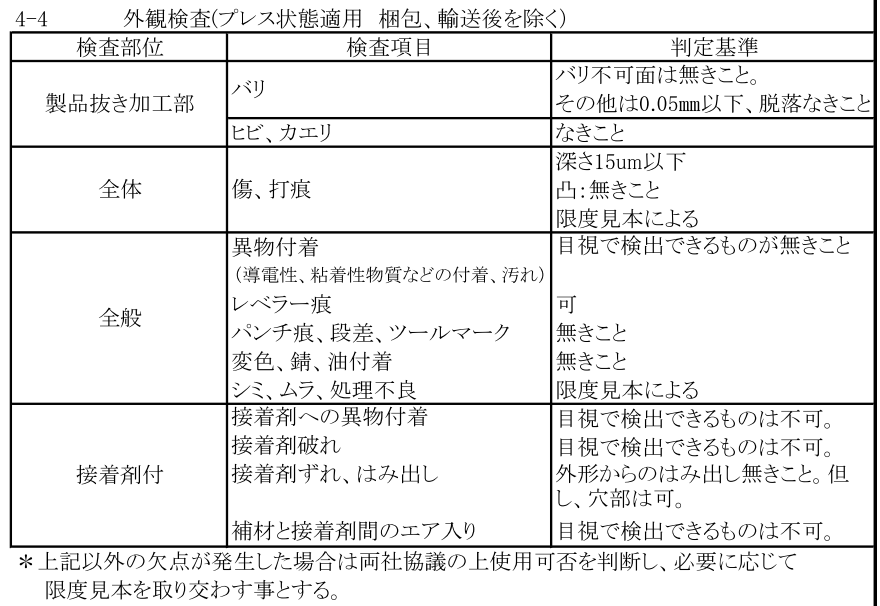 4-4 外観検査(プレス状態適用 梱包、輸送後を除く)
検査部位 検査項目 判定基準
製品抜き加工部 バリ バリ不可面は無きこと。
その他は0.05㎜以下、脱落なきこと
ヒビ、カエリ なきこと
全体 傷、打痕 深さ15um以下
凸：無きこと
限度見本による
全般 異物付着 目視で検出できるものが無きこと
(導電性、粘着性物質などの付着、汚れ)
レベラー痕 可
パンチ痕、段差、ツールマーク 無きこと
変色、錆、油付着 無きこと
シミ、ムラ、処理不良 限度見本による
接着剤付 接着剤への異物付着 目視で検出できるものは不可。
接着剤破れ 目視で検出できるものは不可。
接着剤ずれ、はみ出し 外形からのはみ出し無きこと。但
し、穴部は可。
補材と接着剤間のエア入り 目視で検出できるものは不可。
＊上記以外の欠点が発生した場合は両社協議の上使用可否を判断し、必要に応じて
限度見本を取り交わす事とする。